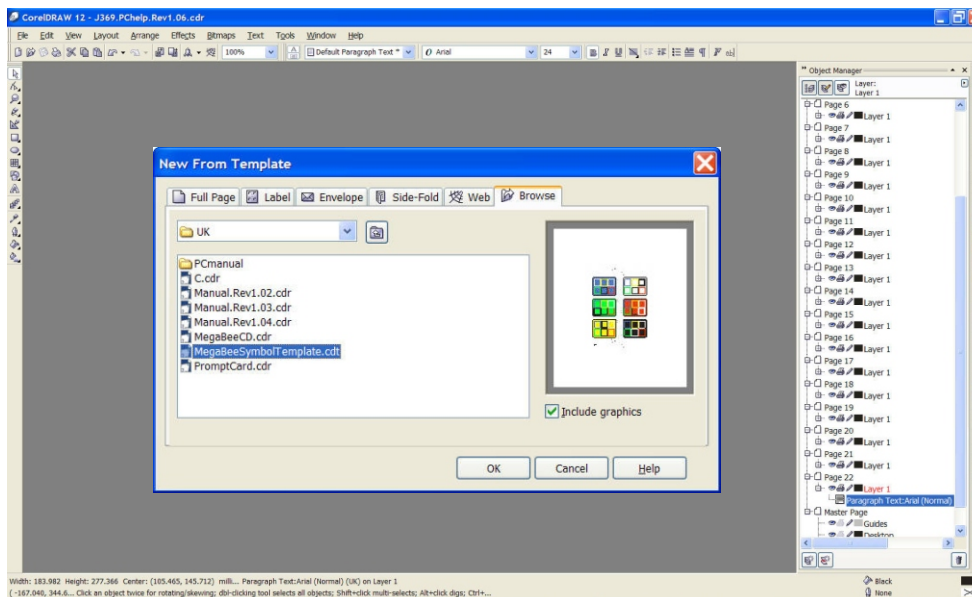 CorelDRAW 12 - J369.PChelp.Rev1.06.cdr
File Edit View Layout Arrange Effects Bitmaps Text Tools Window Help
100% Default Paragraph Text * O Arial 24
Object Manager
Layer:
Layer 1
Page 6
Layer 1
Page 7
Layer 1
Page 8
Layer 1
Page 9
Layer 1
Page 10
Layer 1
Page 11
Layer 1
Page 12
Layer 1
Page 13
Layer 1
Page 14
Layer 1
Page 15
Layer 1
Page 16
Layer 1
Page 17
Layer 1
Page 18
Layer 1
Page 19
Layer 1
Page 20
Layer 1
Page 21
Layer 1
Page 22
Layer 1
Paragraph Text:Arial (Normal)
Master Page
Guides
Desktop
New From Template
Full Page Label Envelope Side-Fold Web Browse
UK
PCmanual
C.cdr
Manual.Rev1.02.cdr
Manual.Rev1.03.cdr
Manual.Rev1.04.cdr
MegaBeeCD.cdr
MegaBeeSymbolTemplate.cdt
PromptCard.cdr
Include graphics
OK Cancel Help
Width: 183.982 Height: 277.366 Center: (105.465, 145.712) milli... Paragraph Text:Arial (Normal) (UK) on Layer 1
Black
( -167.040, 344.6... Click an object twice for rotating/skewing; dbl-clicking tool selects all objects; Shift+click multi-selects; Alt+click digs; Ctrl+...
None